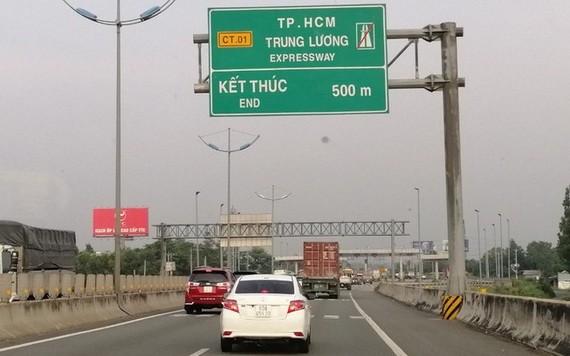 TP.HCM
CT.01
TRUNG LƯƠNG
EXPRESSWAY
KẾT THÚC
500 m
END